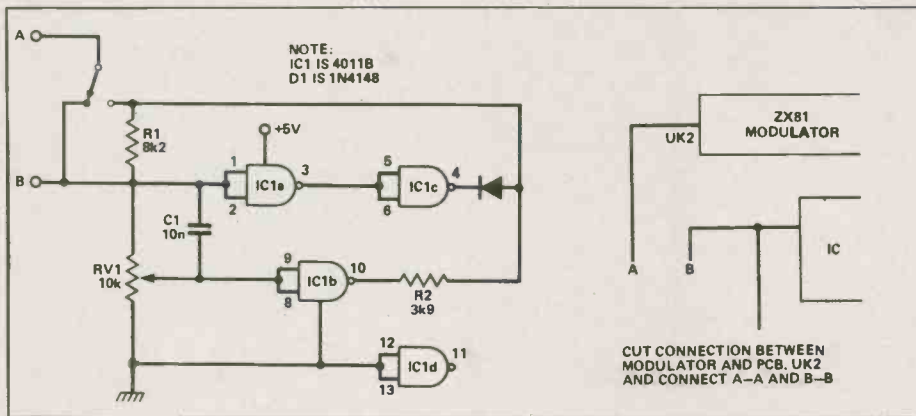 A
NOTE:
IC1 IS 4011B
D1 IS 1N4148
R1
8k2
+5V
B
1
2
IC1a
3
5
6
IC1c
4
C1
10n
RV1
10k
9
8
IC1b
10
R2
3k9
12
13
IC1d
11
UK2
ZX81
MODULATOR
A
B
IC
CUT CONNECTION BETWEEN
MODULATOR AND PCB. UK2
AND CONNECT A–A AND B–B